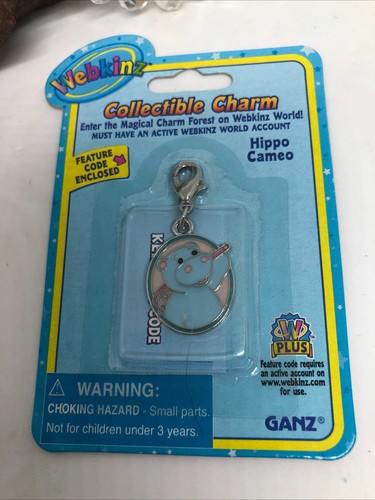 Webkinz™
Collectible Charm
Enter the Magical Charm Forest on Webkinz World!
MUST HAVE AN ACTIVE WEBKINZ WORLD ACCOUNT
Hippo
Cameo
FEATURE
CODE
ENCLOSED
CODE
W
PLUS
Feature code requires
an active account on
www.webkinz.com
for use.
WARNING:
CHOKING HAZARD - Small parts.
Not for children under 3 years.
GANZ®